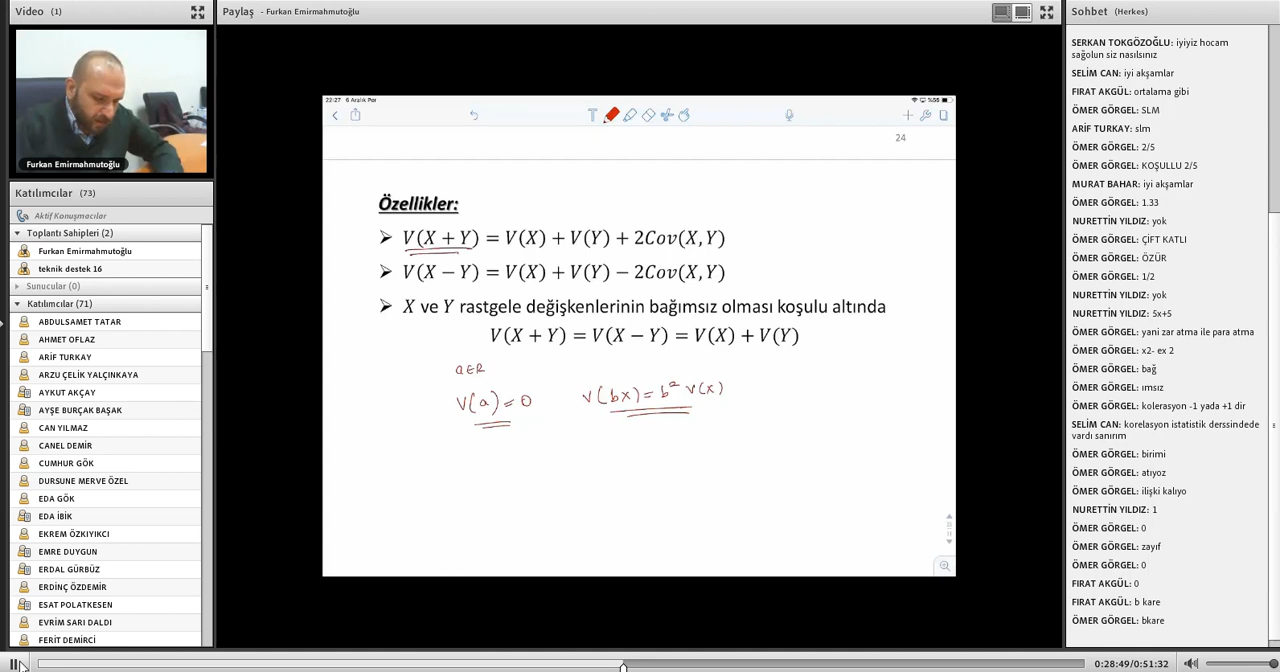 Video (1)
Furkan Emirmahmutoğlu
Katılımcılar (73)
Aktif Konuşmacılar
Toplantı Sahipleri (2)
Furkan Emirmahmutoğlu
teknik destek 16
Sunucular (0)
Katılımcılar (71)
ABDULSAMET TATAR
AHMET OFLAZ
ARİF TURKAY
ARZU ÇELİK YALÇINKAYA
AYKUT AKÇAY
AYŞE BURÇAK BAŞAK
CAN YILMAZ
CANEL DEMİR
CUMHUR GÖK
DURSUNE MERVE ÖZEL
EDA GÖK
EDA İBİK
EKREM ÖZKIYIKCI
EMRE DUYGUN
ERDAL GÜRBÜZ
ERDİNÇ ÖZDEMİR
ESAT POLATKESEN
EVRİM SARI DALDI
FERİT DEMİRCİ
Paylaş - Furkan Emirmahmutoğlu
22:27 6 Aralık Paz
%55
24
Özellikler:
➤ V(X + Y) = V(X) + V(Y) + 2Cov(X, Y)
➤ V(X − Y) = V(X) + V(Y) − 2Cov(X, Y)
➤ X ve Y rastgele değişkenlerinin bağımsız olması koşulu altında
V(X + Y) = V(X − Y) = V(X) + V(Y)
a∈R
V(a) = 0 V(bX) = b² V(X)
Sohbet (Herkes)
SERKAN TOKGÖZOĞLU: iyiyiz hocam
sağolun siz nasılsınız
SELİM CAN: iyi akşamlar
FIRAT AKGÜL: ortalama gibi
ÖMER GÖRGEL: SLM
ARİF TURKAY: slm
ÖMER GÖRGEL: 2/5
ÖMER GÖRGEL: KOŞULLU 2/5
MURAT BAHAR: iyi akşamlar
ÖMER GÖRGEL: 1.33
NURETTİN YILDIZ: yok
ÖMER GÖRGEL: ÇİFT KATLI
ÖMER GÖRGEL: ÖZÜR
ÖMER GÖRGEL: 1/2
NURETTİN YILDIZ: yok
NURETTİN YILDIZ: 5x+5
ÖMER GÖRGEL: yani zar atma ile para atma
ÖMER GÖRGEL: x2- ex 2
ÖMER GÖRGEL: bağ
ÖMER GÖRGEL: ımsız
ÖMER GÖRGEL: kolerasyon -1 yada +1 dir
SELİM CAN: korelasyon istatistik derssindede
vardı sanırım
ÖMER GÖRGEL: birimi
ÖMER GÖRGEL: atıyoz
ÖMER GÖRGEL: ilişki kalıyo
NURETTİN YILDIZ: 1
ÖMER GÖRGEL: 0
ÖMER GÖRGEL: zayıf
ÖMER GÖRGEL: 0
FIRAT AKGÜL: 0
FIRAT AKGÜL: b kare
ÖMER GÖRGEL: bkare
0:28:49/0:51:32